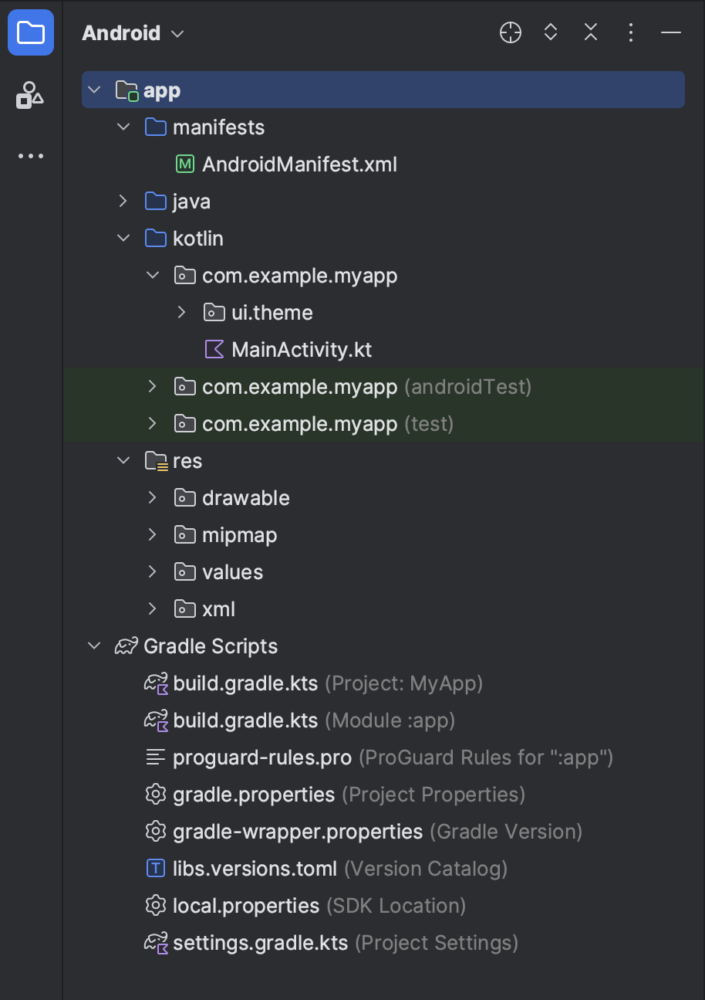 Android
app
manifests
AndroidManifest.xml
java
kotlin
com.example.myapp
ui.theme
MainActivity.kt
com.example.myapp (androidTest)
com.example.myapp (test)
res
drawable
mipmap
values
xml
Gradle Scripts
build.gradle.kts (Project: MyApp)
build.gradle.kts (Module :app)
proguard-rules.pro (ProGuard Rules for ":app")
gradle.properties (Project Properties)
gradle-wrapper.properties (Gradle Version)
libs.versions.toml (Version Catalog)
local.properties (SDK Location)
settings.gradle.kts (Project Settings)